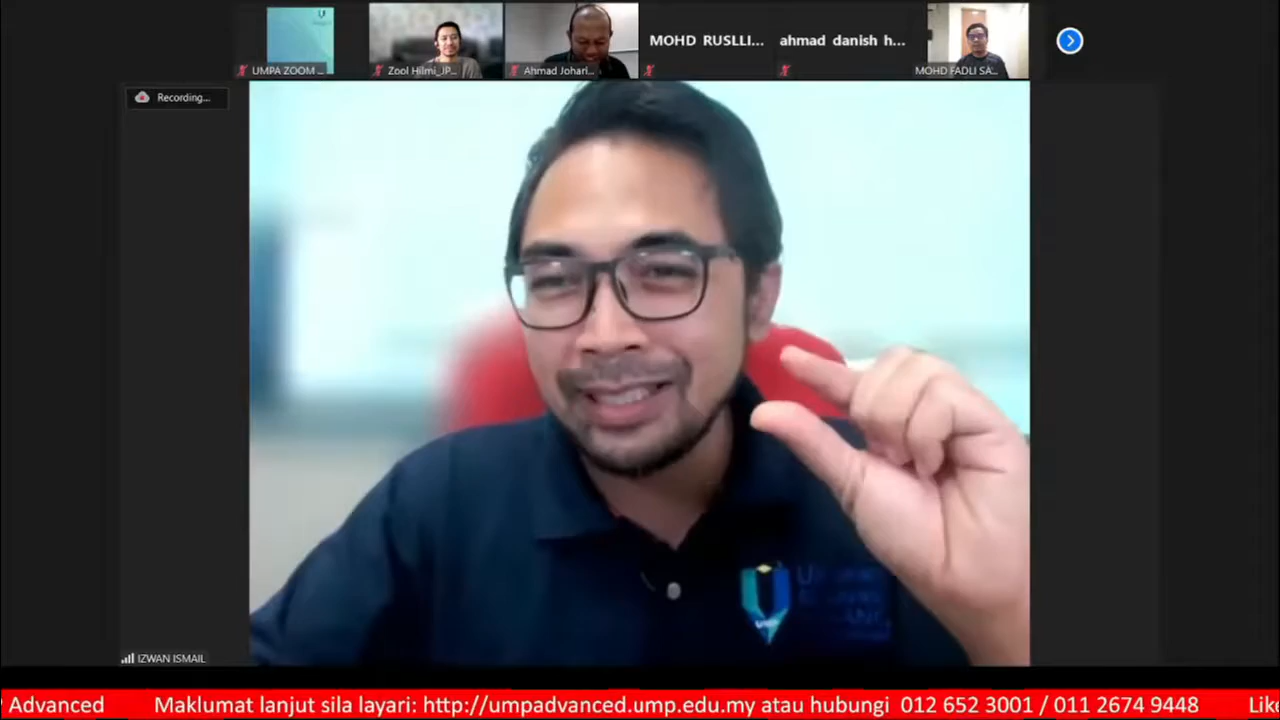 UMPA ZOOM ...
Zool Hilmi_JP...
Ahmad Johari...
MOHD RUSLLI...
ahmad danish h...
MOHD FADLI SA...
Recording...
IZWAN ISMAIL
Advanced Maklumat lanjut sila layari: http://umpadvanced.ump.edu.my atau hubungi 012 652 3001 / 011 2674 9448 Like